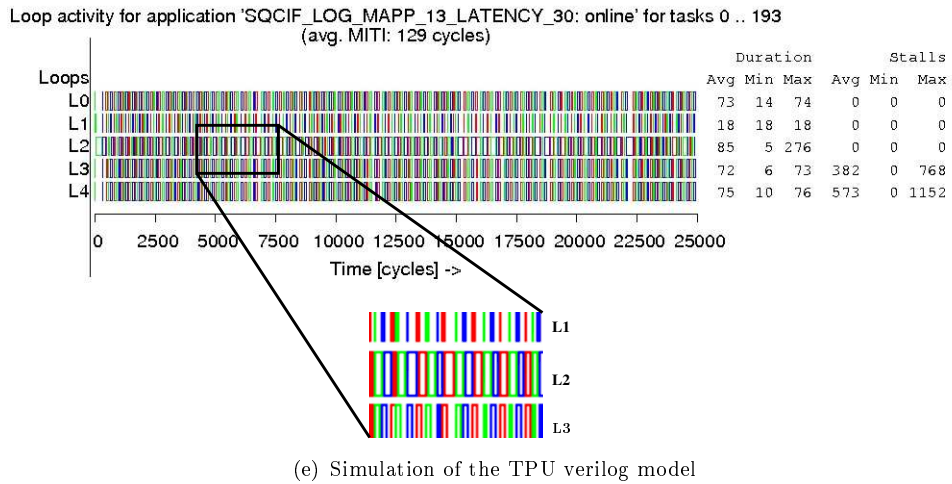 Loop activity for application 'SQCIF_LOG_MAPP_13_LATENCY_30: online' for tasks 0 .. 193
(avg. MITI: 129 cycles)
Duration Stalls
Loops Avg Min Max Avg Min Max
L0 73 14 74 0 0 0
L1 18 18 18 0 0 0
L2 85 5 276 0 0 0
L3 72 6 73 382 0 768
L4 75 10 76 573 0 1152
0 2500 5000 7500 10000 12500 15000 17500 20000 22500 25000
Time [cycles] ->
L1
L2
L3
(e) Simulation of the TPU verilog model